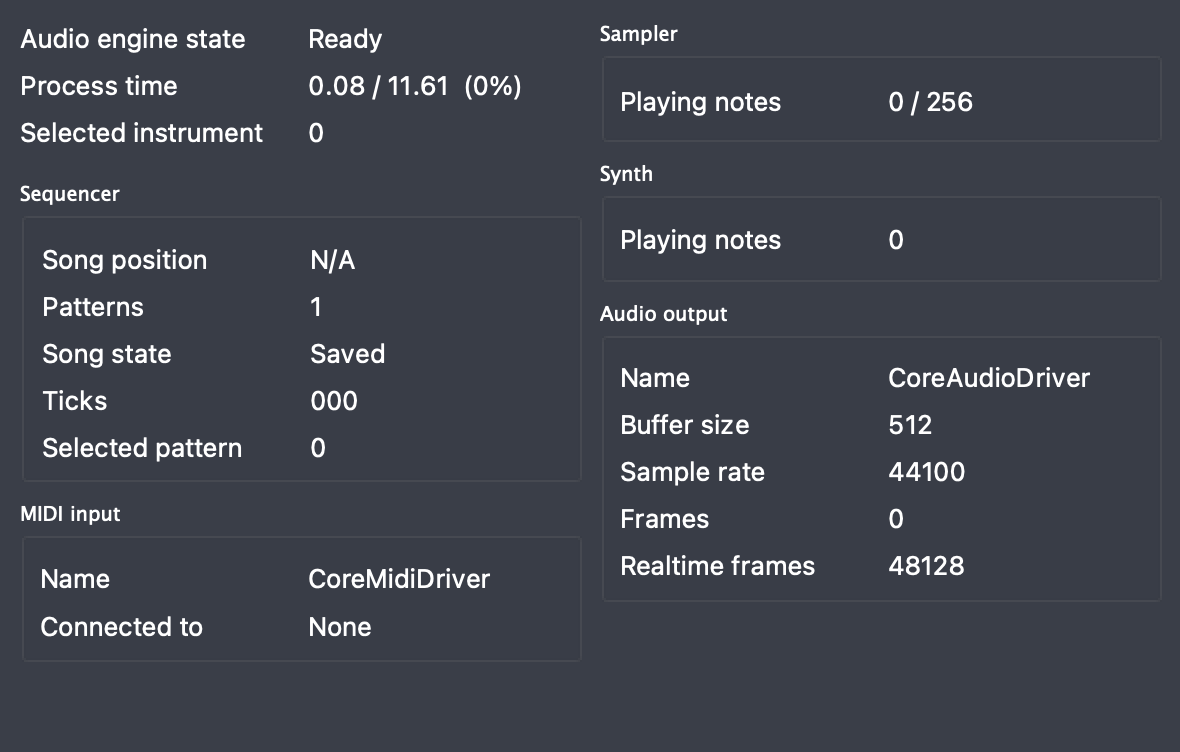 Audio engine state Ready
Process time 0.08 / 11.61 (0%)
Selected instrument 0
Sequencer
Song position N/A
Patterns 1
Song state Saved
Ticks 000
Selected pattern 0
MIDI input
Name CoreMidiDriver
Connected to None
Sampler
Playing notes 0 / 256
Synth
Playing notes 0
Audio output
Name CoreAudioDriver
Buffer size 512
Sample rate 44100
Frames 0
Realtime frames 48128